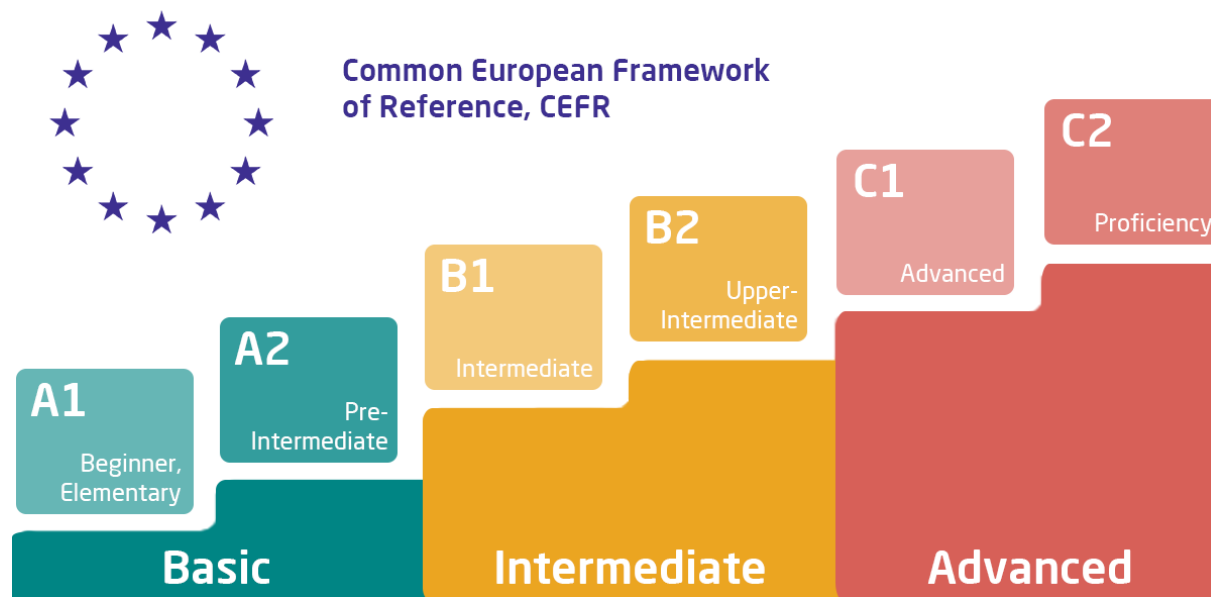 Common European Framework
of Reference, CEFR
A1
Beginner,
Elementary
A2
Pre-
Intermediate
B1
Intermediate
B2
Upper-
Intermediate
C1
Advanced
C2
Proficiency
Basic
Intermediate
Advanced